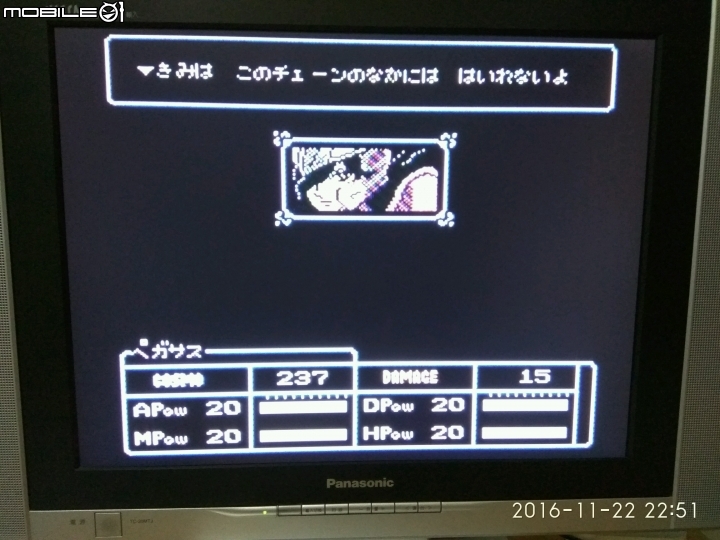 MOBILE01
▼きみは このチェーンのなかには はいれないよ
ペガサス
COSMO 237 DAMAGE 15
APow 20 DPow 20
MPow 20 HPow 20
Panasonic
2016-11-22 22:51